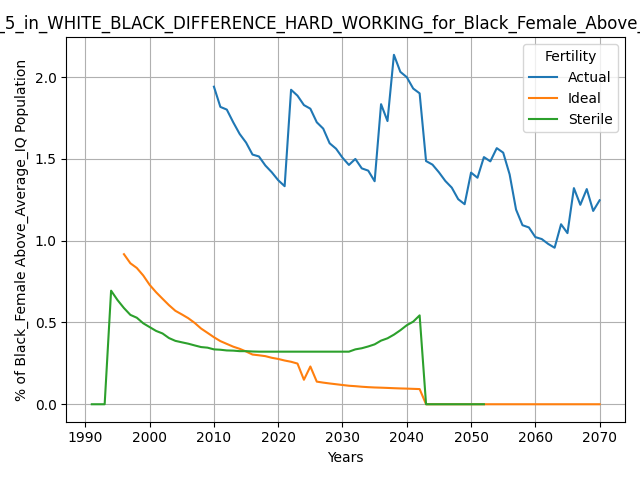 _5_in_WHITE_BLACK_DIFFERENCE_HARD_WORKING_for_Black_Female_Above_
Fertility
Actual
Ideal
Sterile
% of Black_Female Above_Average_IQ Population
2.0
1.5
1.0
0.5
0.0
1990 2000 2010 2020 2030 2040 2050 2060 2070
Years